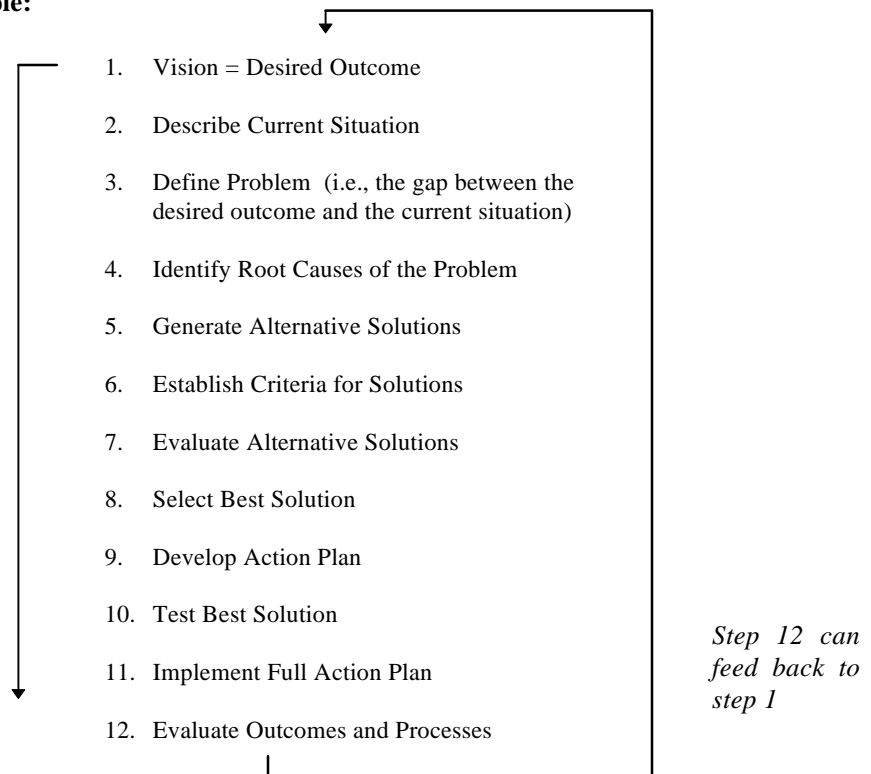 1. Vision = Desired Outcome
2. Describe Current Situation
3. Define Problem (i.e., the gap between the
desired outcome and the current situation)
4. Identify Root Causes of the Problem
5. Generate Alternative Solutions
6. Establish Criteria for Solutions
7. Evaluate Alternative Solutions
8. Select Best Solution
9. Develop Action Plan
10. Test Best Solution
11. Implement Full Action Plan
12. Evaluate Outcomes and Processes
Step 12 can
feed back to
step 1